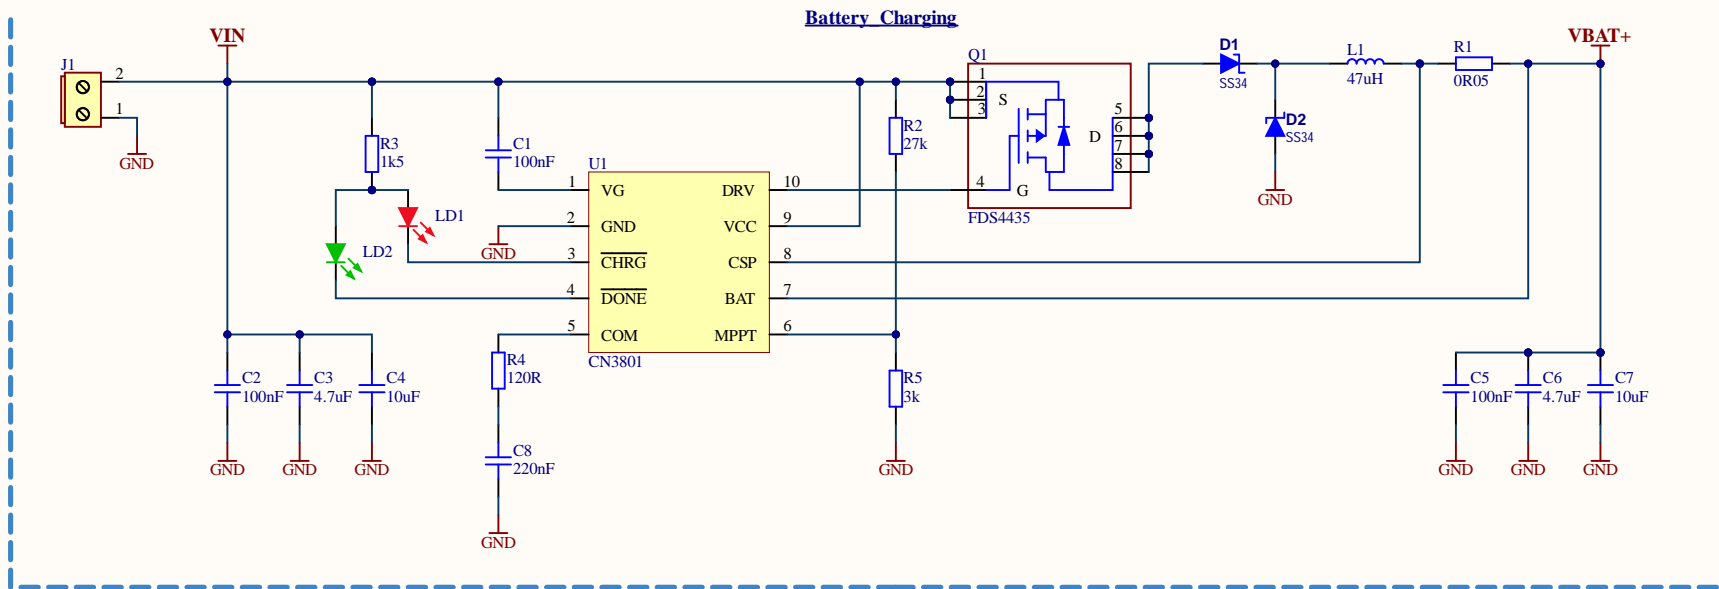 Battery_Charging
VIN
VBAT+
J1
2
1
GND
R3
1k5
C1
100nF
LD1
LD2
GND
U1
1
VG
2
GND
3
CHRG
4
DONE
5
COM
DRV
10
VCC
9
CSP
8
BAT
7
MPPT
6
CN3801
R2
27k
Q1
1
2
3
S
4
G
D
5
6
7
8
FDS4435
D1
SS34
D2
SS34
GND
L1
47uH
R1
0R05
C2
100nF
GND
C3
4.7uF
GND
C4
10uF
GND
R4
120R
C8
220nF
GND
R5
3k
GND
C5
100nF
GND
C6
4.7uF
GND
C7
10uF
GND